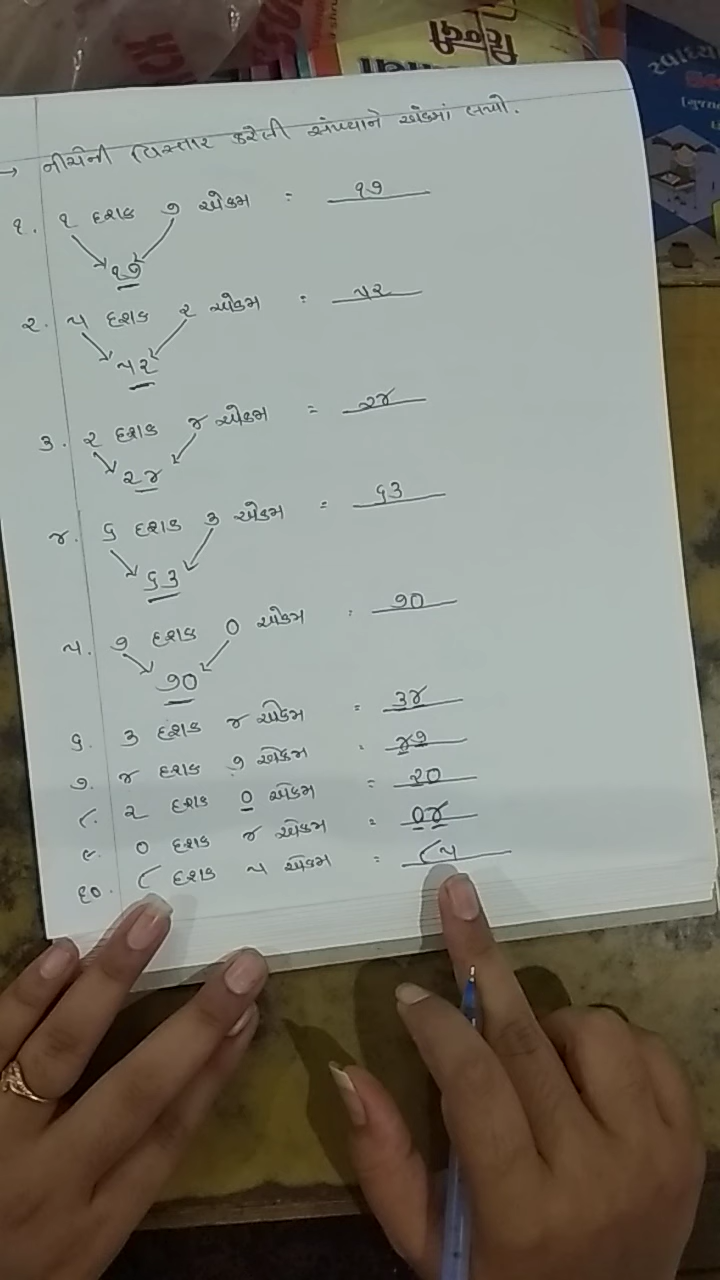 હિન્દી
સ્વાધ્યા
→ નીચેની વિસ્તાર કરેલી સંખ્યાને અંકમાં લખો.
૧. ૧ દશક ૭ એકમ = ૧૭
૧૭
૨. ૫ દશક ૨ એકમ = ૫૨
૫૨
૩. ૨ દશક ૪ એકમ = ૨૪
૨૪
૪. ૬ દશક ૩ એકમ = ૬૩
૬૩
૫. ૭ દશક ૦ એકમ = ૭૦
૭૦
૬. ૩ દશક ૪ એકમ = ૩૪
૭. ૪ દશક ૭ એકમ = ૪૭
૮. ૨ દશક ૦ એકમ = ૨૦
૯. ૦ દશક ૪ એકમ = ૦૪
૧૦. ૮ દશક ૫ એકમ = ૮૫